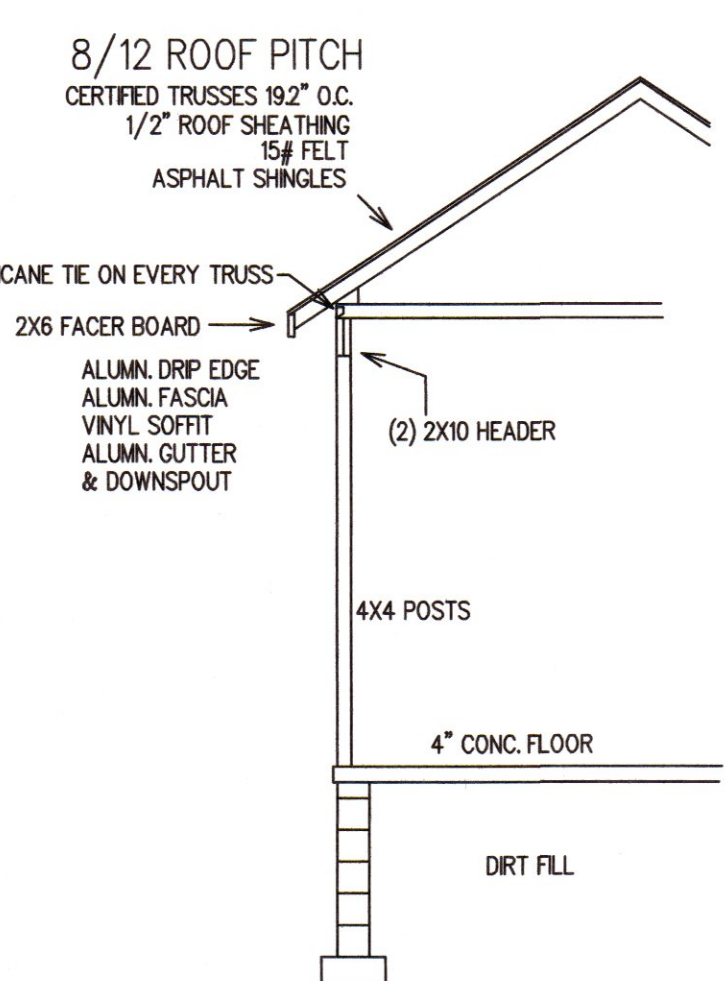 8/12 ROOF PITCH
CERTIFIED TRUSSES 19.2" O.C.
1/2" ROOF SHEATHING
15# FELT
ASPHALT SHINGLES
ICANE TIE ON EVERY TRUSS
2X6 FACER BOARD
ALUMN. DRIP EDGE
ALUMN. FASCIA
VINYL SOFFIT
ALUMN. GUTTER
& DOWNSPOUT
(2) 2X10 HEADER
4X4 POSTS
4" CONC. FLOOR
DIRT FILL